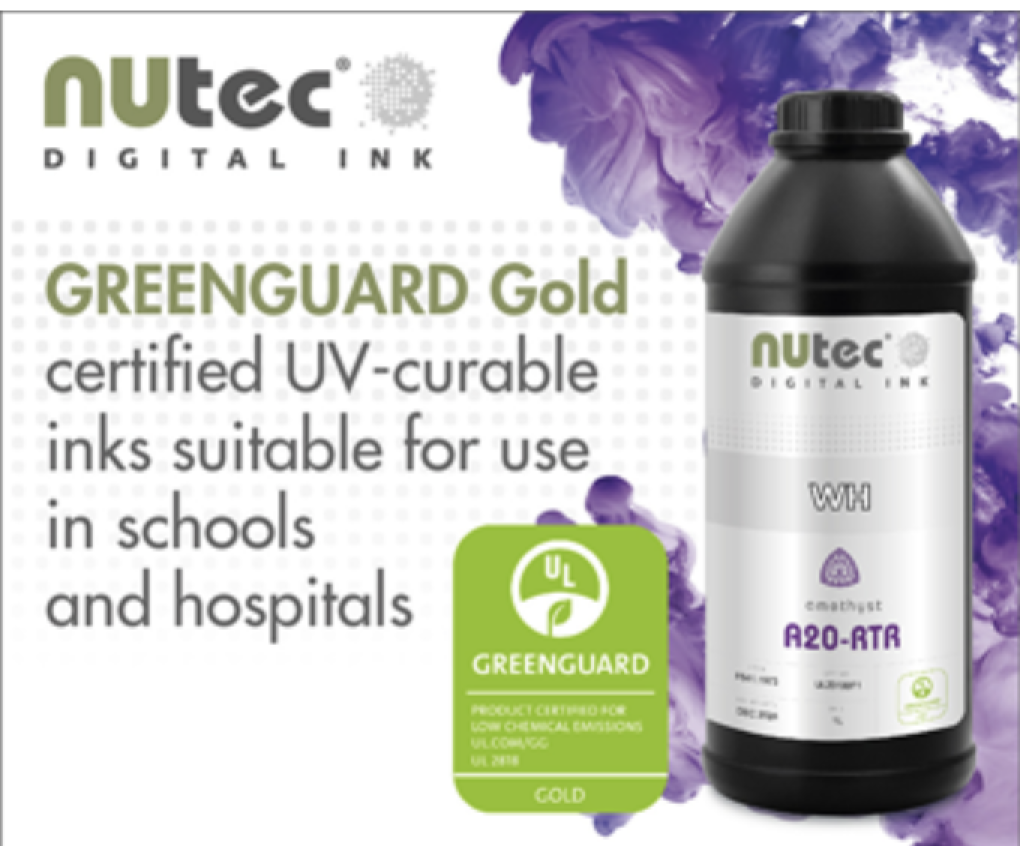 nUtec®
DIGITAL INK
GREENGUARD Gold
certified UV-curable
inks suitable for use
in schools
and hospitals
UL
GREENGUARD
PRODUCT CERTIFIED FOR
LOW CHEMICAL EMISSIONS
UL.COM/GG
UL 2818
GOLD
nUtec
DIGITAL INK
WH
amethyst
A20-RTR